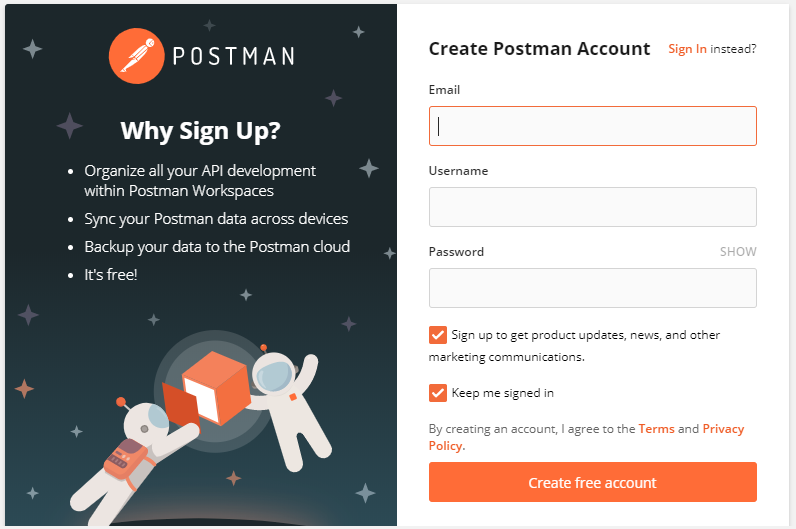 POSTMAN
Why Sign Up?
• Organize all your API development
within Postman Workspaces
• Sync your Postman data across devices
• Backup your data to the Postman cloud
• It's free!
Create Postman Account Sign In instead?
Email
Username
Password SHOW
Sign up to get product updates, news, and other
marketing communications.
Keep me signed in
By creating an account, I agree to the Terms and Privacy
Policy.
Create free account